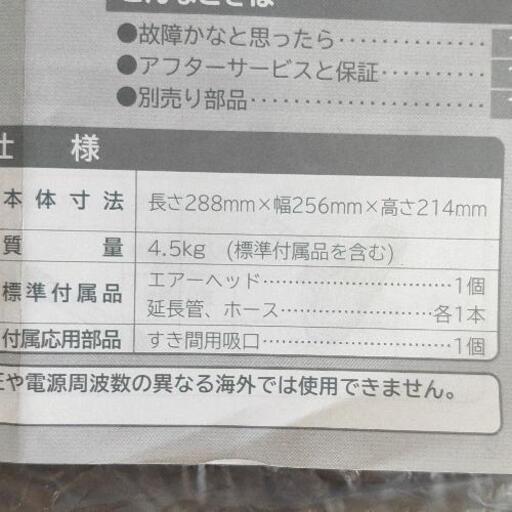 ●故障かなと思ったら
●アフターサービスと保証
●別売り部品
仕 様
本体寸法 長さ288mm×幅256mm×高さ214mm
質量 4.5kg (標準付属品を含む)
標準付属品 エアーヘッド 1個
延長管、ホース 各1本
付属応用部品 すき間用吸口 1個
や電源周波数の異なる海外では使用できません。